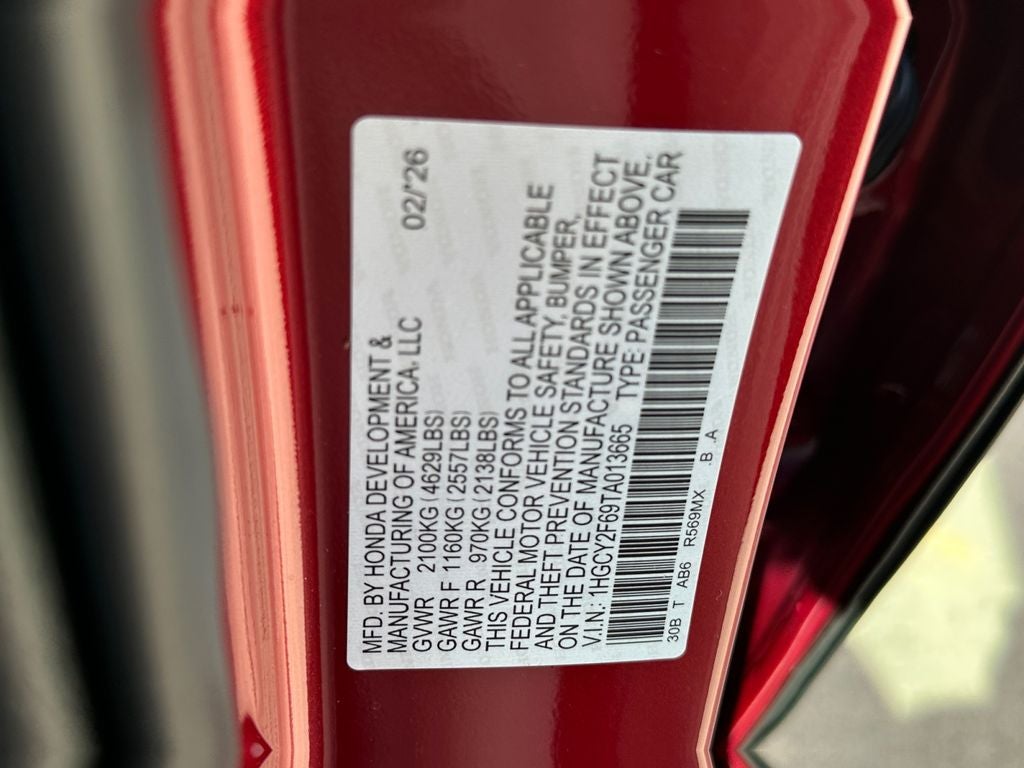 MFD. BY HONDA DEVELOPMENT &
MANUFACTURING OF AMERICA, LLC 02/'26
GVWR 2100KG(4629LBS)
GAWR F 1160KG(2557LBS)
GAWR R 970KG(2138LBS)
THIS VEHICLE CONFORMS TO ALL APPLICABLE
FEDERAL MOTOR VEHICLE SAFETY, BUMPER,
AND THEFT PREVENTION STANDARDS IN EFFECT
ON THE DATE OF MANUFACTURE SHOWN ABOVE.
V.I.N.: 1HGCY2F69TA013665 TYPE: PASSENGER CAR
30B T AB6 R569MX .B .A